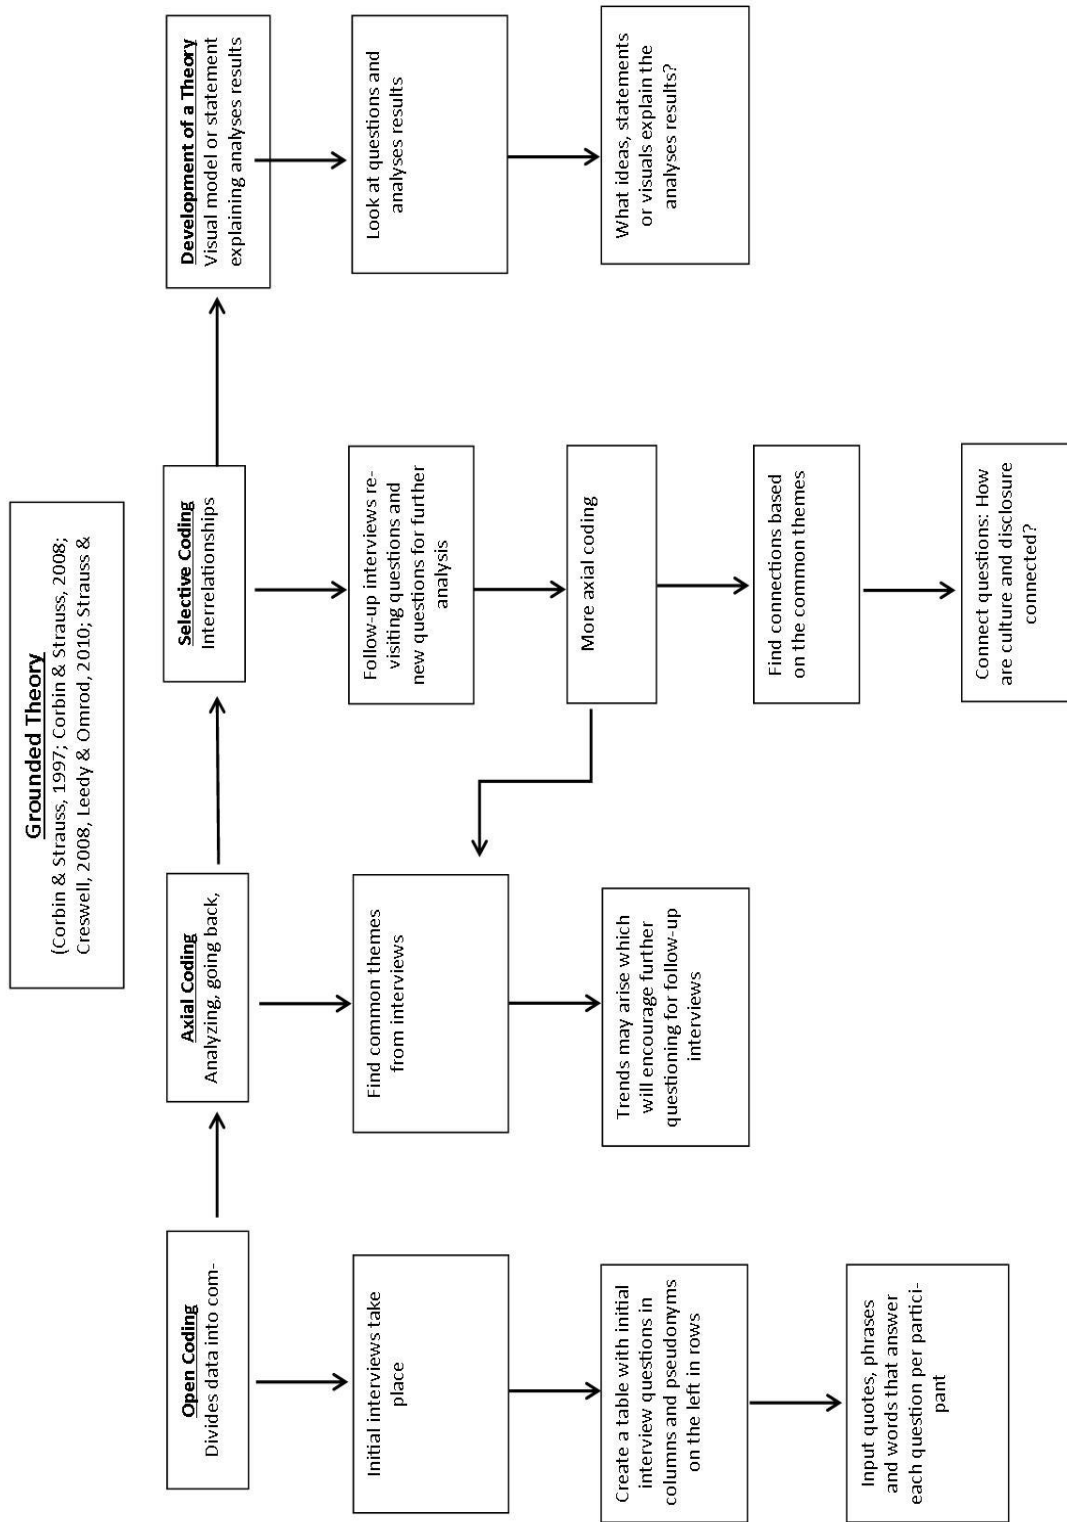 Grounded Theory
(Corbin & Strauss, 1997; Corbin & Strauss, 2008;
Creswell, 2008, Leedy & Omrod, 2010; Strauss &
Open Coding
Divides data into com-
Initial interviews take
place
Create a table with initial
interview questions in
columns and pseudonyms
on the left in rows
Input quotes, phrases
and words that answer
each question per partici-
pant
Axial Coding
Analyzing, going back,
Find common themes
from interviews
Trends may arise which
will encourage further
questioning for follow-up
interviews
Selective Coding
Interrelationships
Follow-up interviews re-
visiting questions and
new questions for further
analysis
More axial coding
Find connections based
on the common themes
Connect questions: How
are culture and disclosure
connected?
Development of a Theory
Visual model or statement
explaining analyses results
Look at questions and
analyses results
What ideas, statements
or visuals explain the
analyses results?